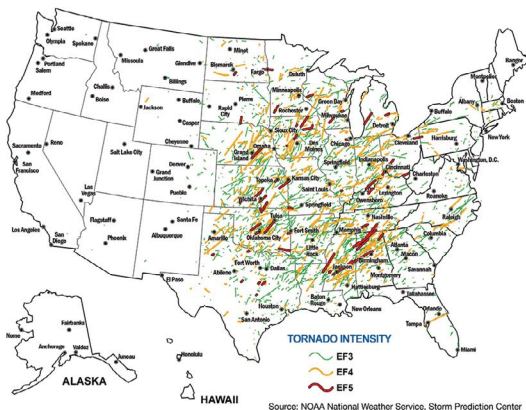 Seattle
Olympia
Spokane
Portland
Salem
Medford
Great Falls
Missoula
Glendive
Billings
Challis
Boise
Jackson
Buffalo
Casper
Cheyenne
Minot
Bismarck
Fargo
Duluth
Minneapolis
Pierre
Rapid City
Rochester
Green Bay
Milwaukee
Sioux City
Omaha
Des Moines
Grand Island
Chicago
Detroit
Cleveland
Buffalo
Albany
Montpelier
Bangor
Boston
New York
Harrisburg
Washington, D.C.
Reno
Sacramento
San Francisco
Salt Lake City
Denver
Grand Junction
Pueblo
Topeka
Kansas City
Saint Louis
Springfield
Indianapolis
Cincinnati
Charleston
Lexington
Owensboro
Roanoke
Raleigh
Las Vegas
Los Angeles
San Diego
Flagstaff
Phoenix
Santa Fe
Albuquerque
Wichita
Springfield
Tulsa
Oklahoma City
Amarillo
Fort Smith
Little Rock
Memphis
Nashville
Columbia
Atlanta
Birmingham
Macon
Savannah
Montgomery
Jackson
Hattiesburg
Tallahassee
El Paso
Abilene
Fort Worth
Dallas
Houston
San Antonio
Baton Rouge
New Orleans
Orlando
Tampa
Miami
Nome
Fairbanks
Anchorage
Valdez
Juneau
ALASKA
Honolulu
HAWAII
TORNADO INTENSITY
EF3
EF4
EF5
Source: NOAA National Weather Service, Storm Prediction Center